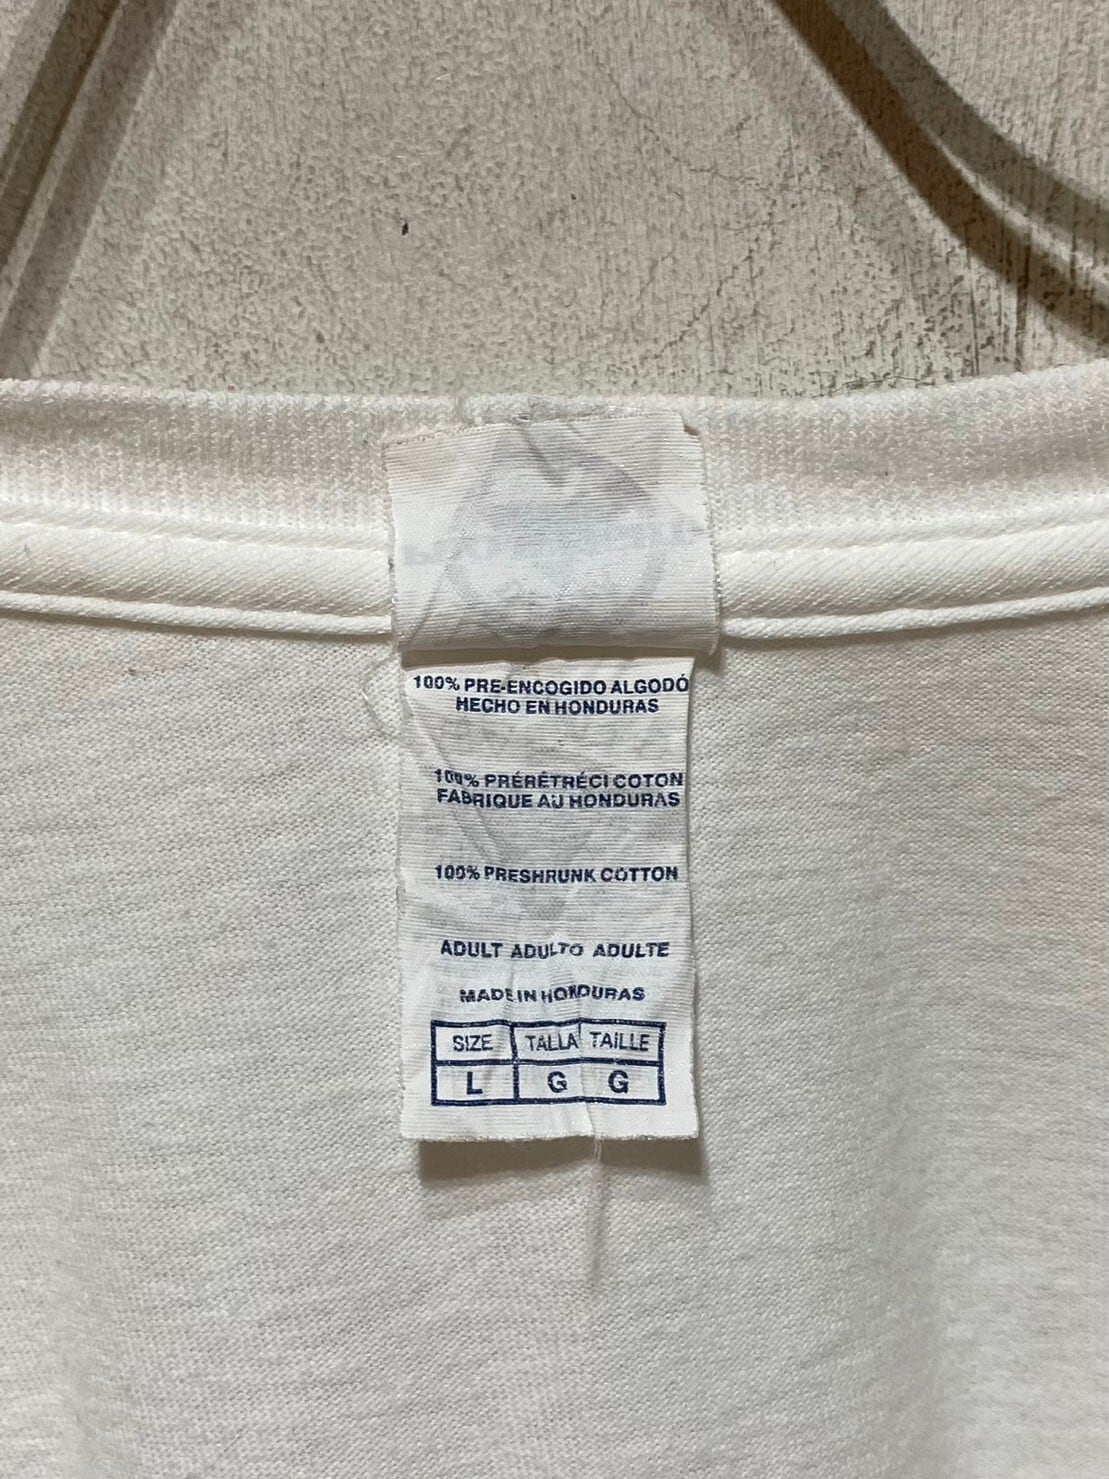 100% PRE-ENCOGIDO ALGODÓ
HECHO EN HONDURAS
100% PRÉRÉTRÉCI COTON
FABRIQUE AU HONDURAS
100% PRESHRUNK COTTON
ADULT ADULTO ADULTE
MADE IN HONDURAS
SIZE TALLA TAILLE
L G G